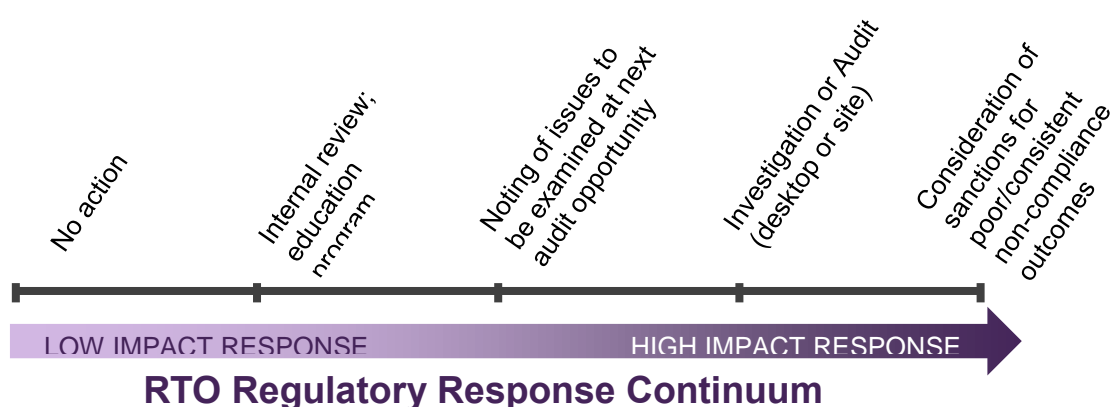 No action
Internal review;
education
program
Noting of issues to
be examined at next
audit opportunity
Investigation or Audit
(desktop or site)
Consideration of
sanctions for
poor/consistent
non-compliance
outcomes
LOW IMPACT RESPONSE
HIGH IMPACT RESPONSE
RTO Regulatory Response Continuum